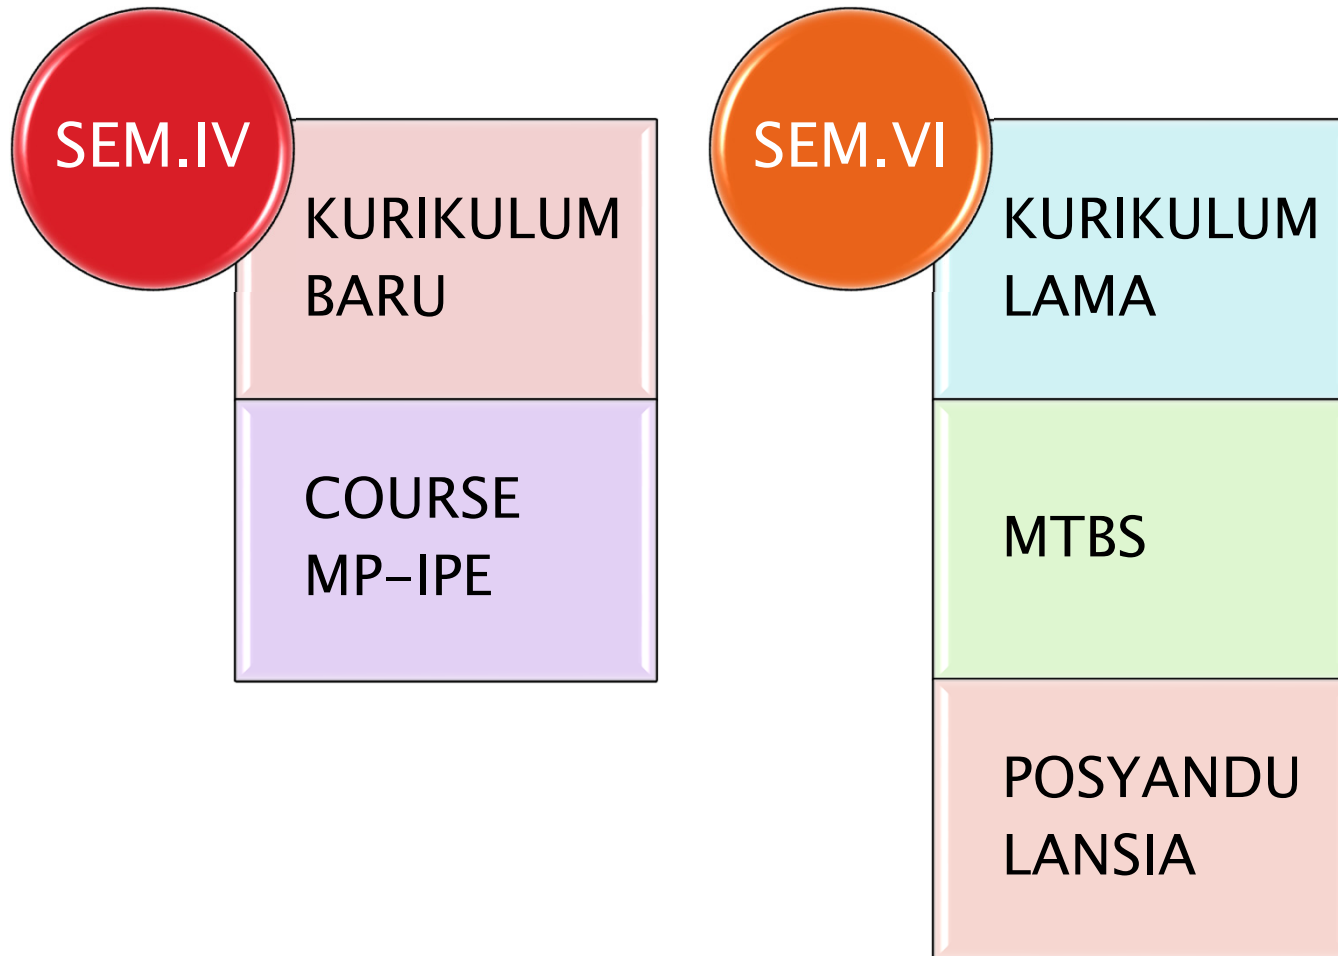 SEM.IV
KURIKULUM
BARU
COURSE
MP-IPE
SEM.VI
KURIKULUM
LAMA
MTBS
POSYANDU
LANSIA